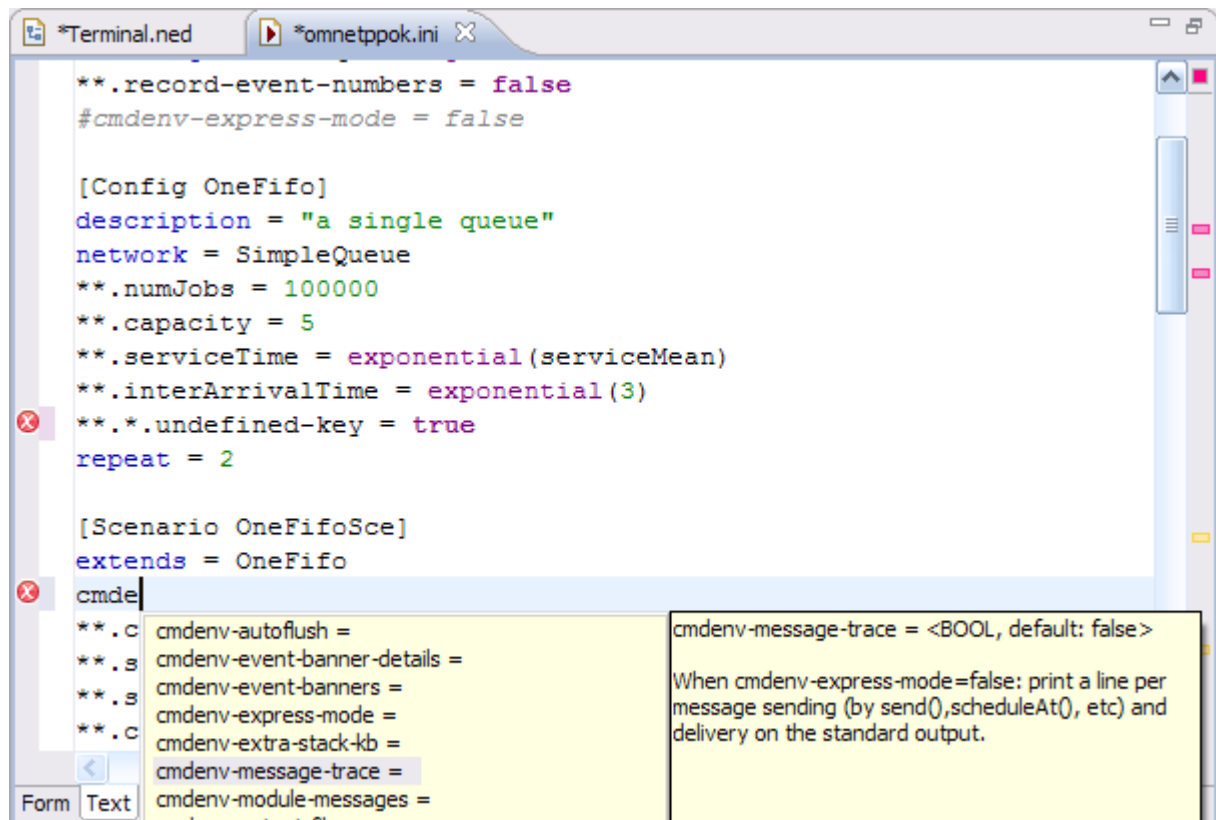 *Terminal.ned
*omnetppok.ini
**.record-event-numbers = false
#cmdenv-express-mode = false
[Config OneFifo]
description = "a single queue"
network = SimpleQueue
**.numJobs = 100000
**.capacity = 5
**.serviceTime = exponential(serviceMean)
**.interArrivalTime = exponential(3)
**.*.undefined-key = true
repeat = 2
[Scenario OneFifoSce]
extends = OneFifo
cmde
**.c
**.s
**.s
**.c
cmdenv-autoflush =
cmdenv-event-banner-details =
cmdenv-event-banners =
cmdenv-express-mode =
cmdenv-extra-stack-kb =
cmdenv-message-trace =
cmdenv-module-messages =
cmdenv-message-trace = <BOOL, default: false>
When cmdenv-express-mode=false: print a line per
message sending (by send(),scheduleAt(), etc) and
delivery on the standard output.
Form Text